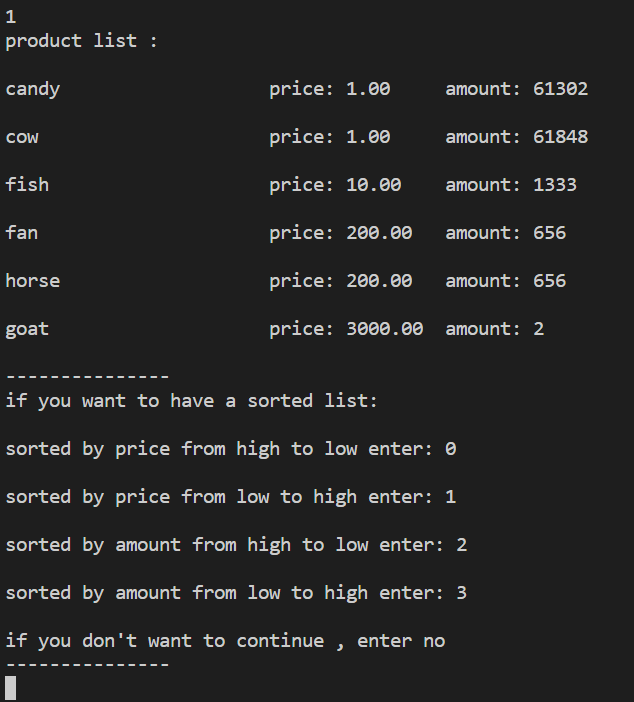 1
product list :
candy price: 1.00 amount: 61302
cow price: 1.00 amount: 61848
fish price: 10.00 amount: 1333
fan price: 200.00 amount: 656
horse price: 200.00 amount: 656
goat price: 3000.00 amount: 2
---------------
if you want to have a sorted list:
sorted by price from high to low enter: 0
sorted by price from low to high enter: 1
sorted by amount from high to low enter: 2
sorted by amount from low to high enter: 3
if you don't want to continue , enter no
---------------